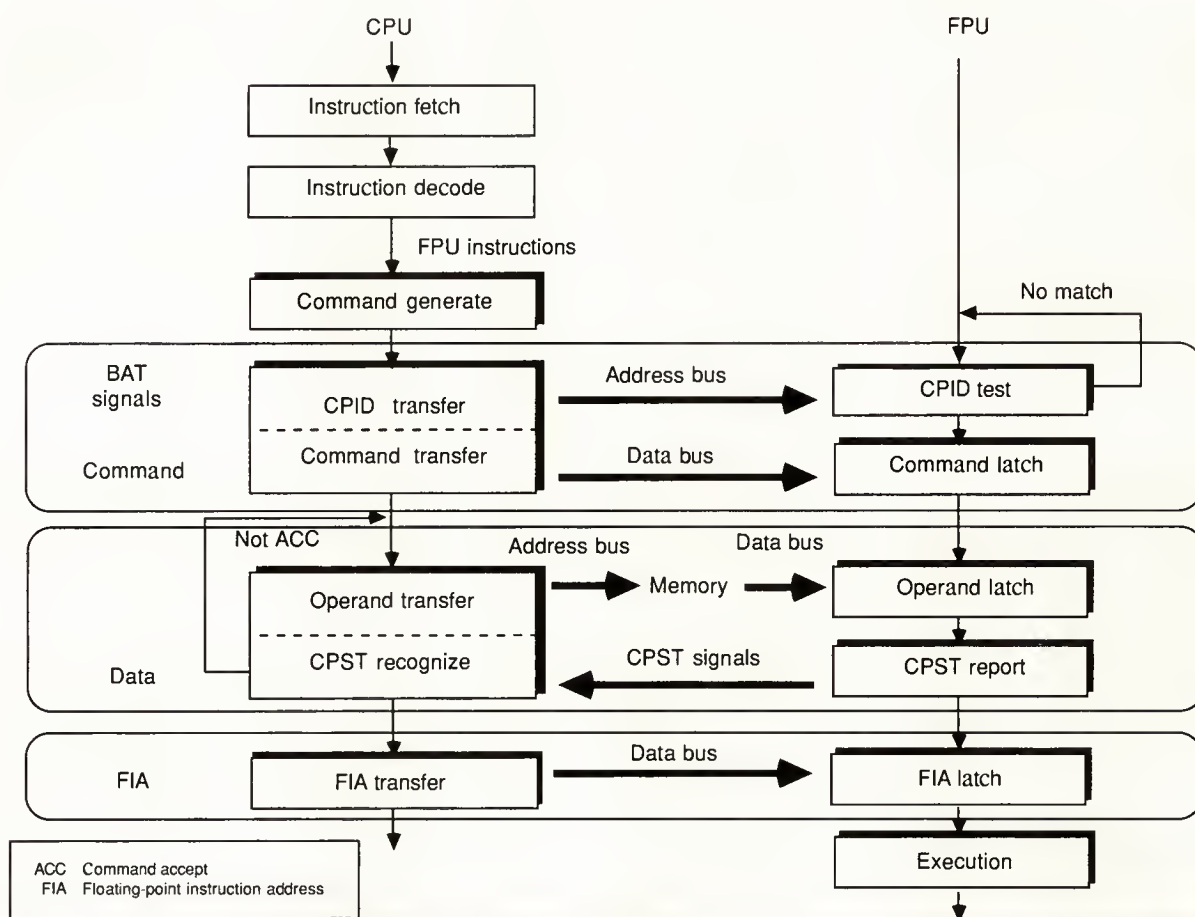 CPU
FPU
Instruction fetch
Instruction decode
FPU instructions
Command generate
No match
BAT
signals
CPID transfer
Address bus
CPID test
Command
Command transfer
Data bus
Command latch
Not ACC
Address bus
Data bus
Operand transfer
Memory
Operand latch
Data
CPST recognize
CPST signals
CPST report
FIA
FIA transfer
Data bus
FIA latch
Execution
ACC Command accept
FIA Floating-point instruction address